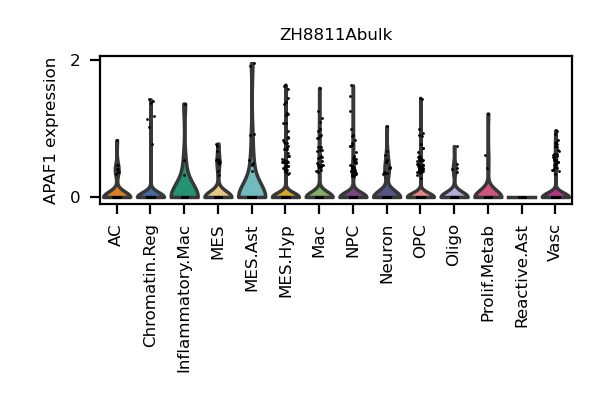 ZH8811Abulk
APAF1 expression
2
0
AC
Chromatin.Reg
Inflammatory.Mac
MES
MES.Ast
MES.Hyp
Mac
NPC
Neuron
OPC
Oligo
Prolif.Metab
Reactive.Ast
Vasc